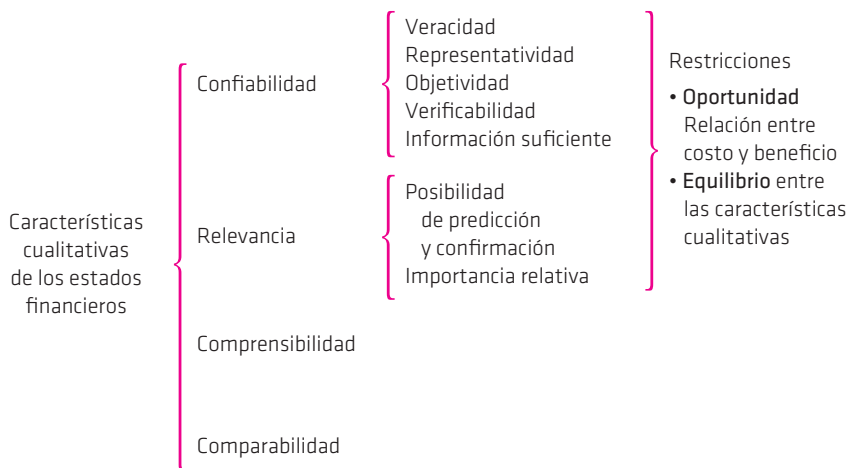 Características
cualitativas
de los estados
financieros
Confiabilidad
Veracidad
Representatividad
Objetividad
Verificabilidad
Información suficiente
Relevancia
Posibilidad
de predicción
y confirmación
Importancia relativa
Comprensibilidad
Comparabilidad
Restricciones
• Oportunidad
Relación entre
costo y beneficio
• Equilibrio entre
las características
cualitativas